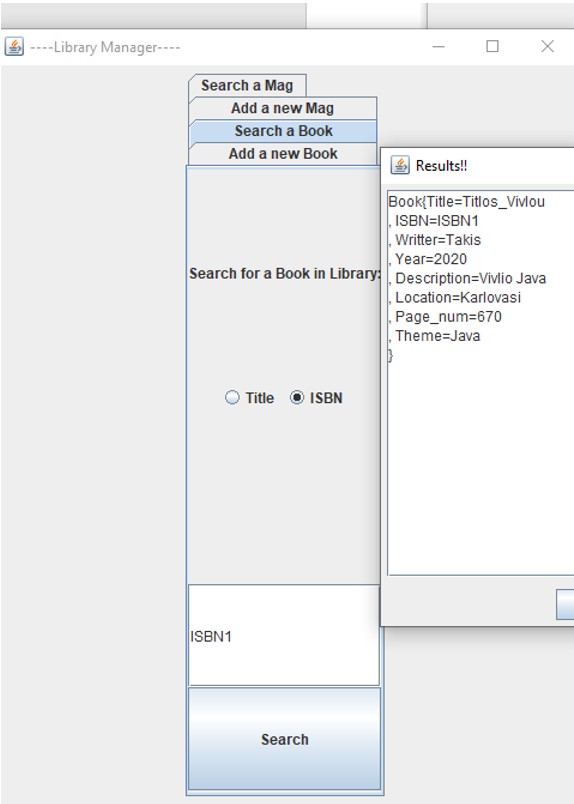 ----Library Manager----
Search a Mag
Add a new Mag
Search a Book
Add a new Book
Search for a Book in Library:
Title
ISBN
ISBN1
Search
Results!!
Book{Title=Titlos_Vivlou
, ISBN=ISBN1
, Writter=Takis
, Year=2020
, Description=Vivlio Java
, Location=Karlovasi
, Page_num=670
, Theme=Java
}